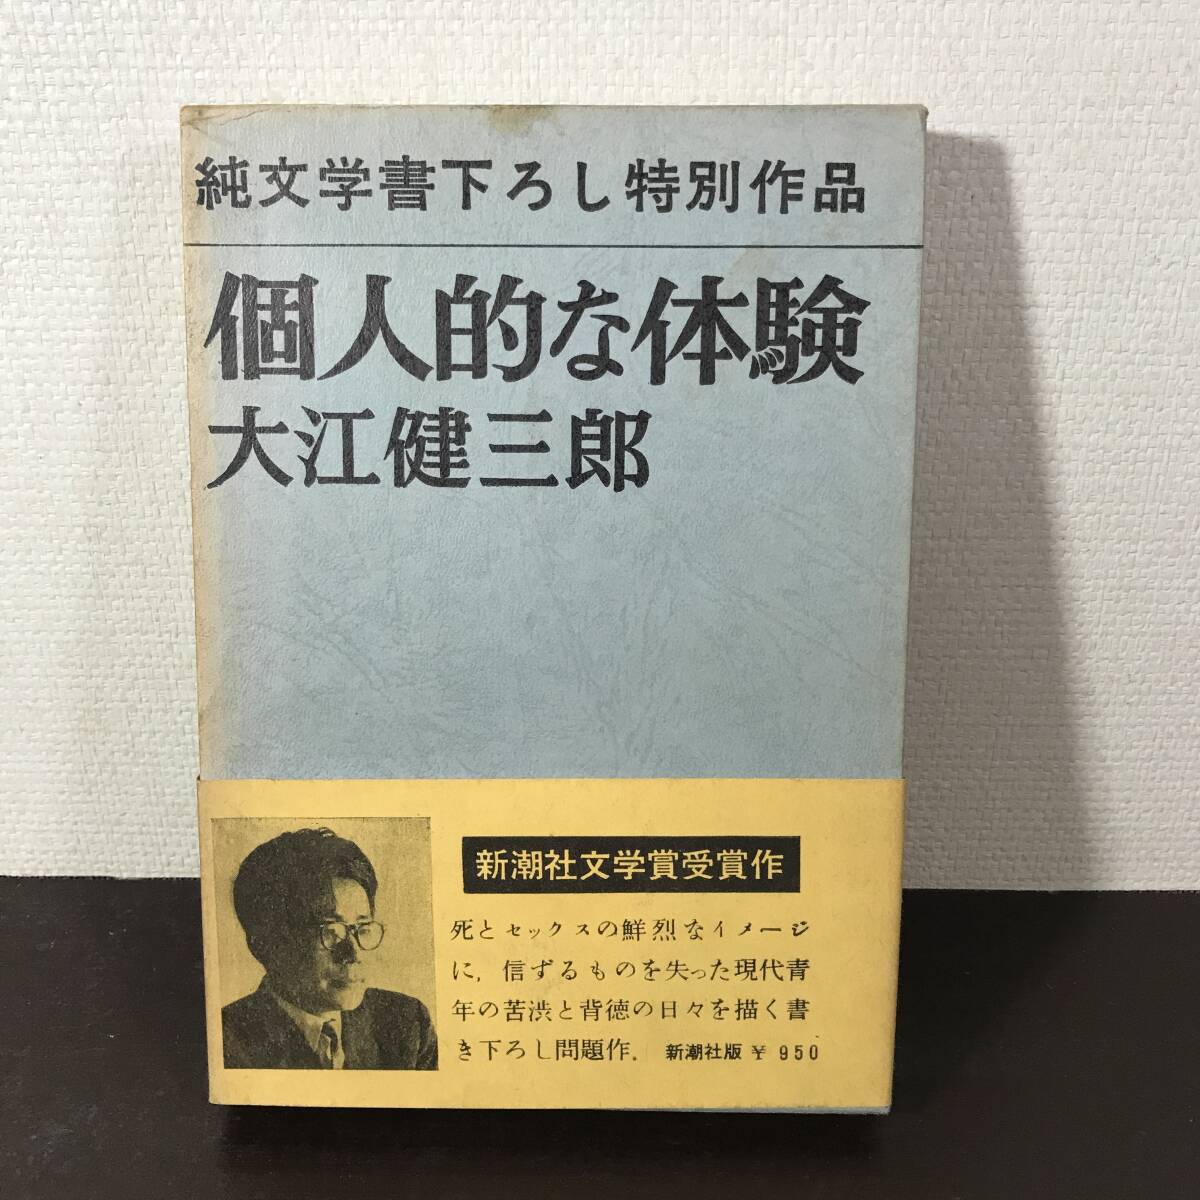 純文学書下ろし特別作品
個人的な体験
大江健三郎
新潮社文学賞受賞作
死とセックスの鮮烈なイメージ
に，信ずるものを失った現代青
年の苦渋と背徳の日々を描く書
き下ろし問題作． 新潮社版 ¥ 950